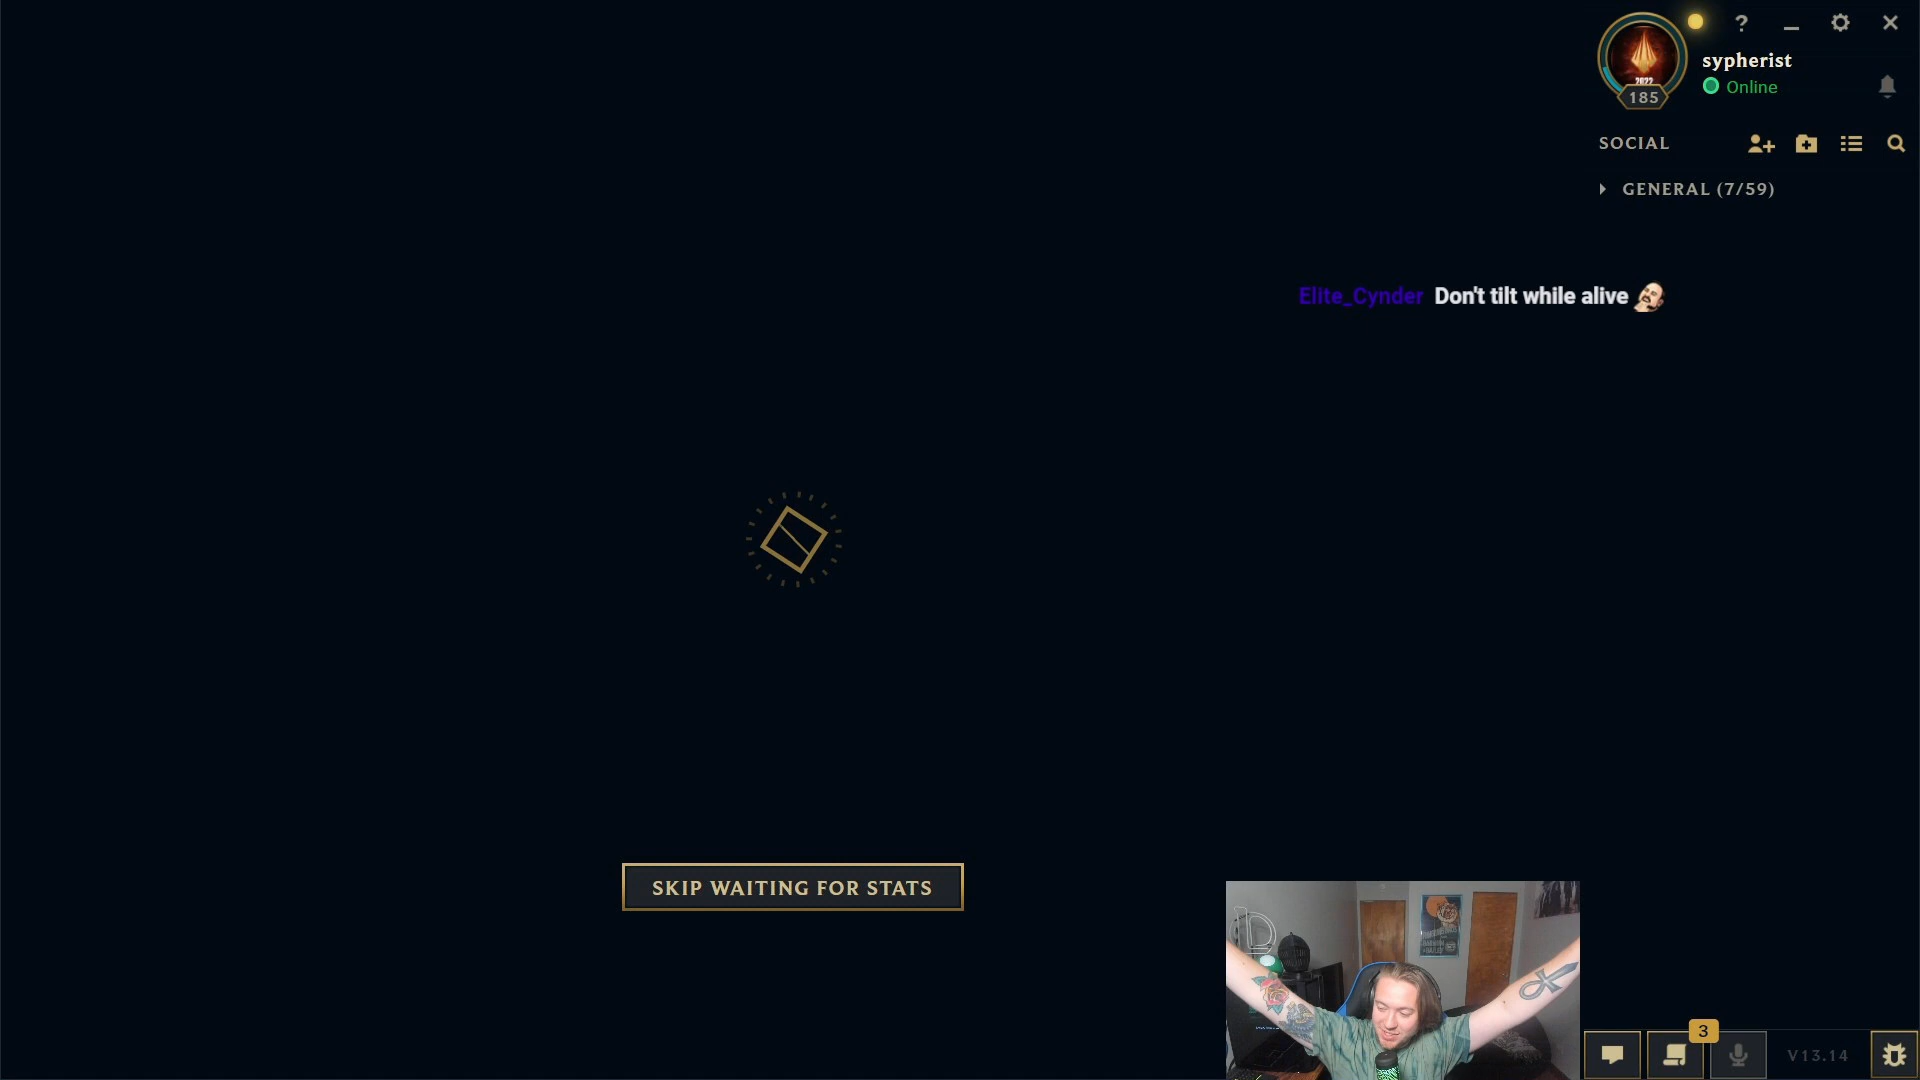 ?
sypherist
2022
185
Online
SOCIAL
GENERAL (7/59)
Elite_Cynder Don't tilt while alive
SKIP WAITING FOR STATS
3
V13.14